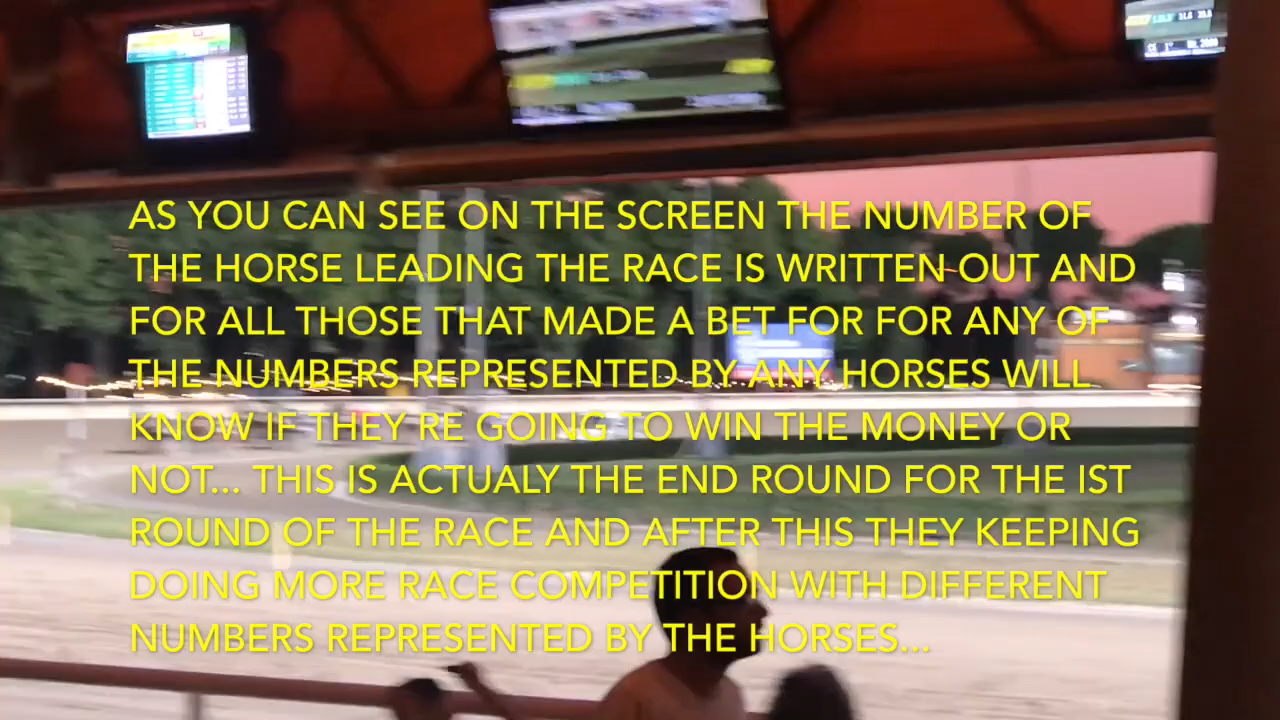 AS YOU CAN SEE ON THE SCREEN THE NUMBER OF
THE HORSE LEADING THE RACE IS WRITTEN OUT AND
FOR ALL THOSE THAT MADE A BET FOR FOR ANY OF
THE NUMBERS REPRESENTED BY ANY HORSES WILL
KNOW IF THEY RE GOING TO WIN THE MONEY OR
NOT... THIS IS ACTUALY THE END ROUND FOR THE IST
ROUND OF THE RACE AND AFTER THIS THEY KEEPING
DOING MORE RACE COMPETITION WITH DIFFERENT
NUMBERS REPRESENTED BY THE HORSES...